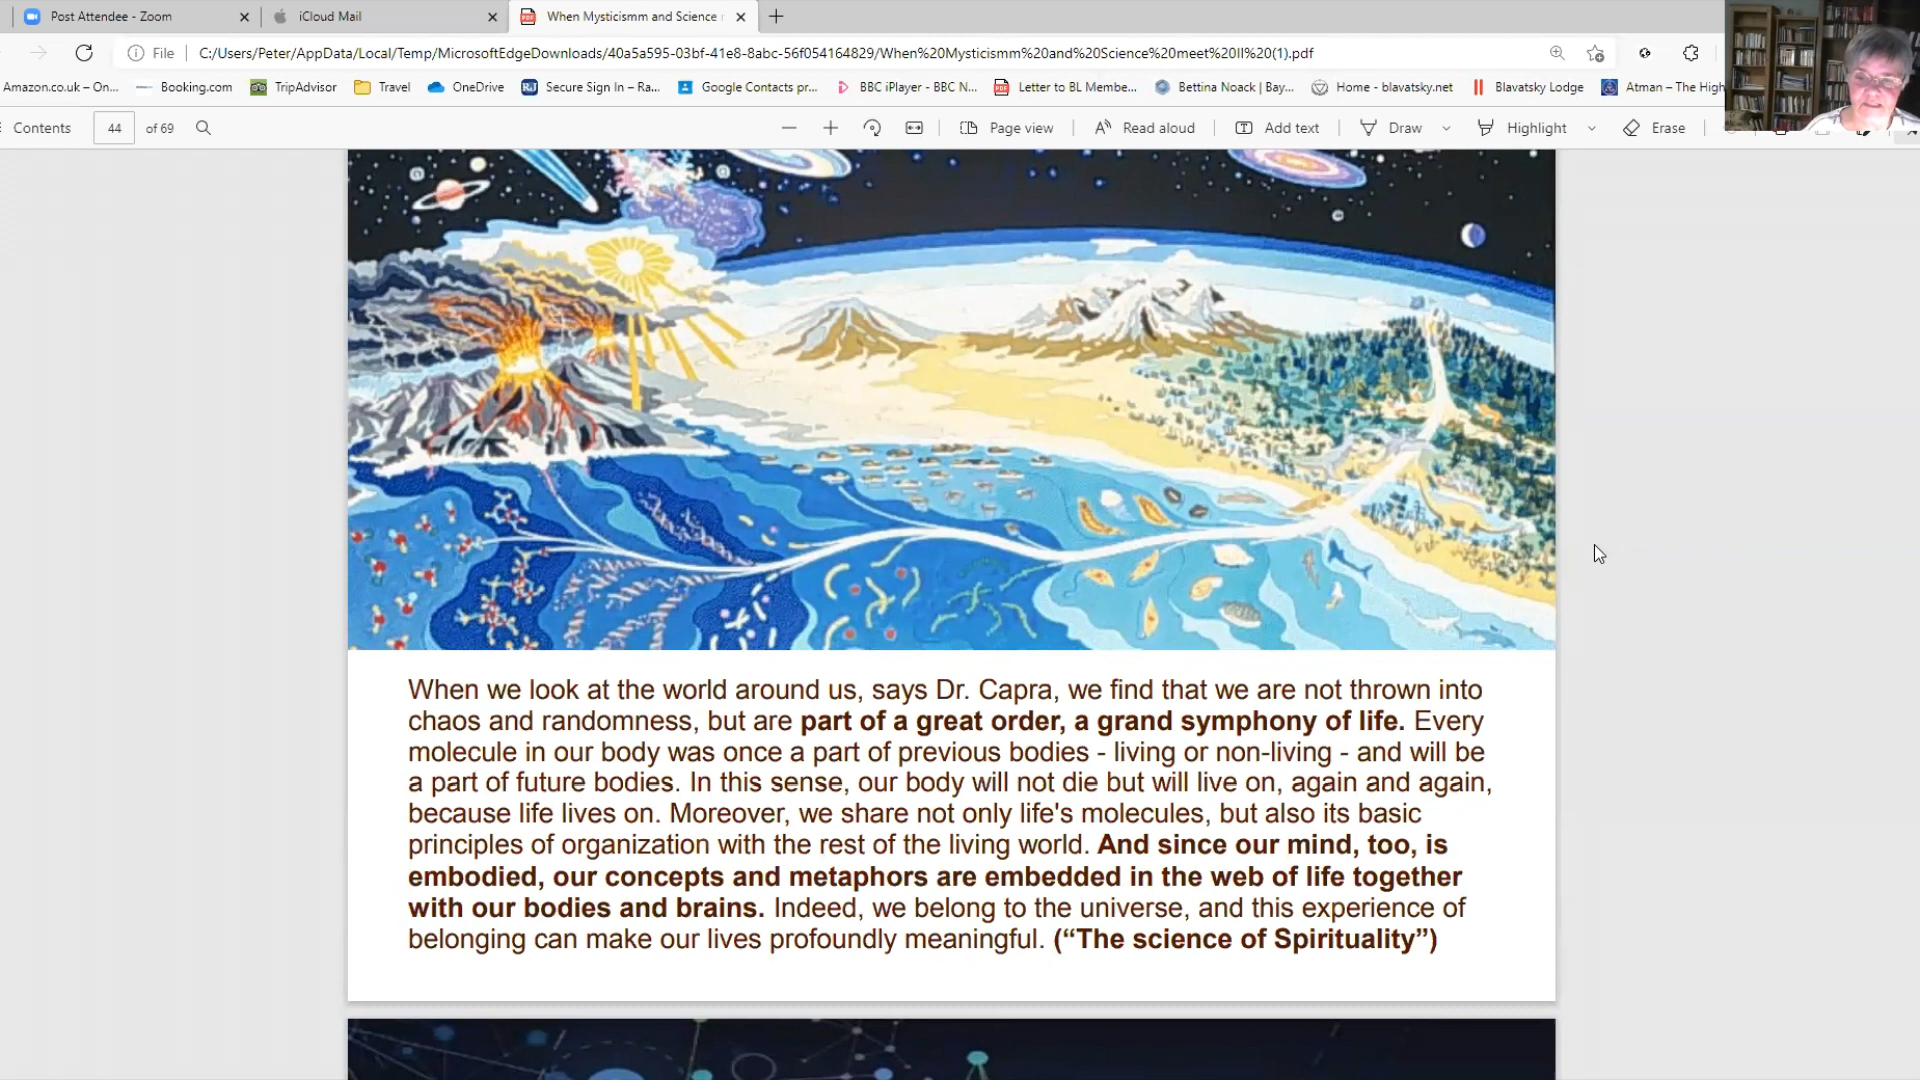 Post Attendee - Zoom
iCloud Mail
When Mysticismm and Science
File
C:/Users/Peter/AppData/Local/Temp/MicrosoftEdgeDownloads/40a5a595-03bf-41e8-8abc-56f054164829/When%20Mysticismm%20and%20Science%20meet%20II%20(1).pdf
Amazon.co.uk – On...
Booking.com
TripAdvisor
Travel
OneDrive
Secure Sign In – Ra...
Google Contacts pr...
BBC iPlayer - BBC N...
Letter to BL Membe...
Bettina Noack | Bay...
Home - blavatsky.net
Blavatsky Lodge
Atman – The High
Contents
44
of 69
Page view
Read aloud
Add text
Draw
Highlight
Erase
When we look at the world around us, says Dr. Capra, we find that we are not thrown into
chaos and randomness, but are part of a great order, a grand symphony of life. Every
molecule in our body was once a part of previous bodies - living or non-living - and will be
a part of future bodies. In this sense, our body will not die but will live on, again and again,
because life lives on. Moreover, we share not only life's molecules, but also its basic
principles of organization with the rest of the living world. And since our mind, too, is
embodied, our concepts and metaphors are embedded in the web of life together
with our bodies and brains. Indeed, we belong to the universe, and this experience of
belonging can make our lives profoundly meaningful. (“The science of Spirituality”)